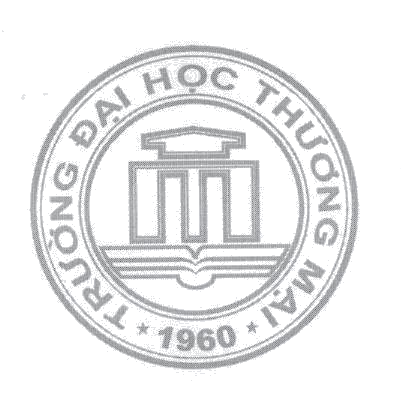 TRƯỜNG ĐẠI HỌC THƯƠNG MẠI
1960